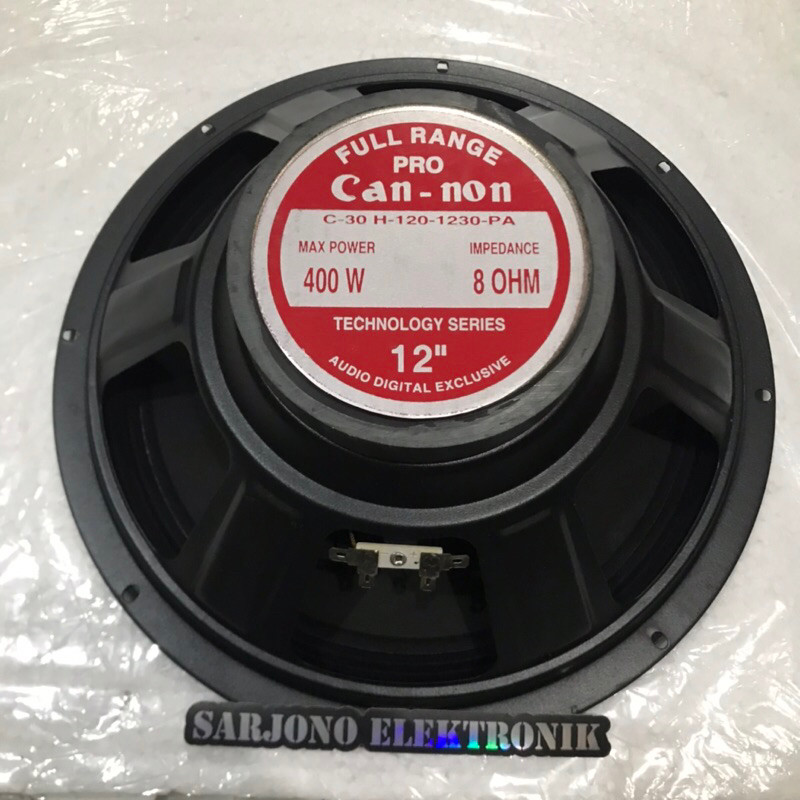 FULL RANGE
PRO
Can-non
C-30 H-120-1230-PA
MAX POWER IMPEDANCE
400 W 8 OHM
TECHNOLOGY SERIES
12"
AUDIO DIGITAL EXCLUSIVE
SARJONO ELEKTRONIK